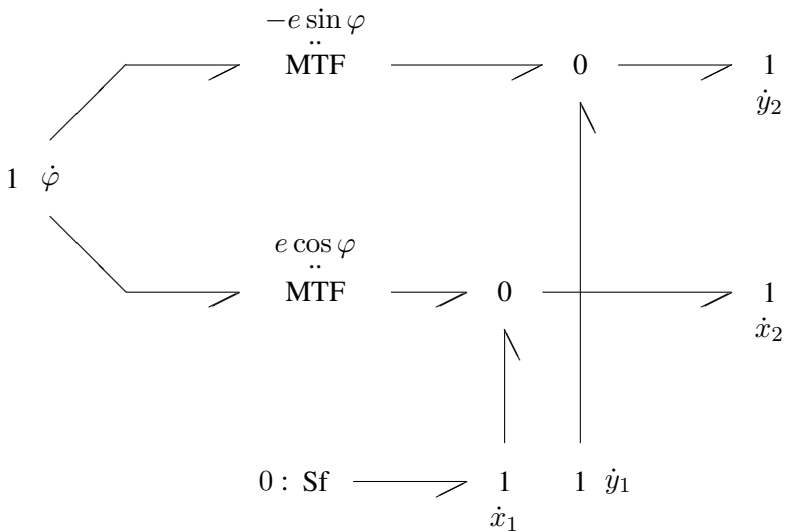 −e sin φ
MTF 0 1
ẏ₂
1 φ̇
e cos φ
MTF 0 1
ẋ₂
0 : Sf 1 1 ẏ₁
ẋ₁